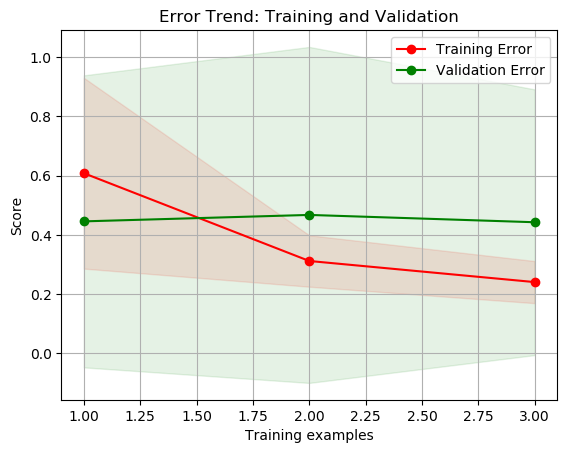 Error Trend: Training and Validation
Training Error
Validation Error
1.0
0.8
0.6
0.4
0.2
0.0
Score
1.00 1.25 1.50 1.75 2.00 2.25 2.50 2.75 3.00
Training examples